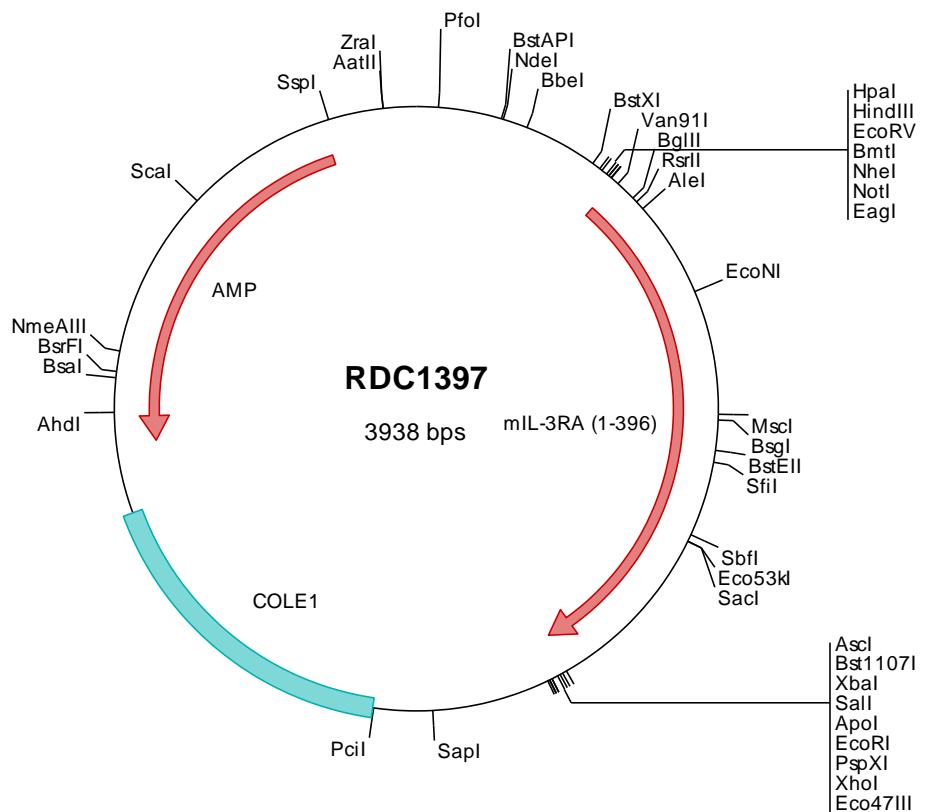 PfoI
ZraI
AatII
BstAPI
NdeI
BbeI
SspI
BstXI
Van91I
BglII
RsrII
AleI
HpaI
HindIII
EcoRV
BmtI
NheI
NotI
EagI
ScaI
AMP
EcoNI
NmeAIII
BsrFI
BsaI
AhdI
RDC1397
3938 bps
mIL-3RA (1-396)
MscI
BsgI
BstEII
SfiI
SbfI
Eco53kI
SacI
COLE1
AscI
Bst1107I
XbaI
SalI
ApoI
EcoRI
PspXI
XhoI
Eco47III
PciI
SapI